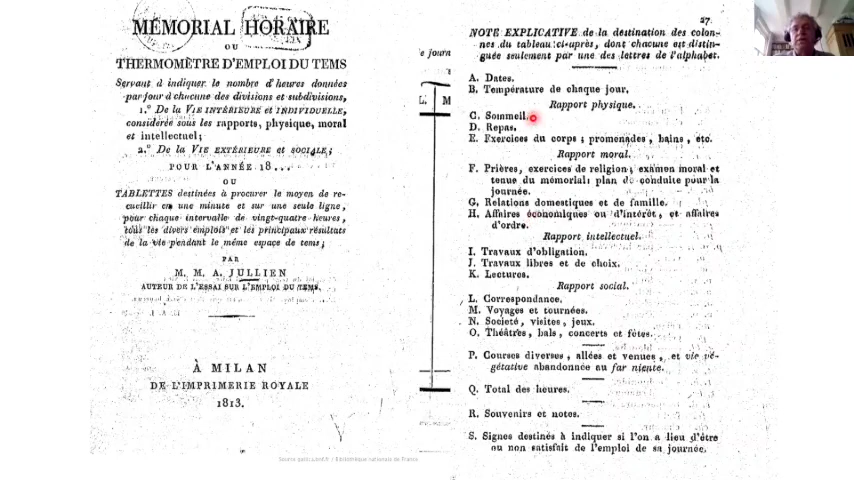 MÉMORIAL HORAIRE
OU
THERMOMÈTRE D'EMPLOI DU TEMS
Servant à indiquer le nombre d'heures données
par jour à chacune des divisions et subdivisions,
1.° De la VIE INTÉRIEURE et INDIVIDUELLE,
considérée sous les rapports, physique, moral
et intellectuel;
2.° De la VIE EXTÉRIEURE et SOCIALE;
POUR L'ANNÉE 18...
OU
TABLETTES destinées à procurer le moyen de re-
cueillir en une minute et sur une seule ligne,
pour chaque intervalle de vingt-quatre heures,
tous les divers emplois et les principaux résultats
de la vie pendant le même espace de tems;
PAR
M. M. A. JULLIEN
AUTEUR DE L'ESSAI SUR L'EMPLOI DU TEMS.
À MILAN
DE L'IMPRIMERIE ROYALE
1813.
e journ
L. M
27
NOTE EXPLICATIVE de la destination des colon-
nes du tableau ci-après, dont chacune est distin-
guée seulement par une des lettres de l'alphabet.
A. Dates.
B. Température de chaque jour.
Rapport physique.
C. Sommeil.
D. Repas.
E. Exercices du corps; promenades, bains, etc.
Rapport moral.
F. Prières, exercices de religion; examen moral et
tenue du mémorial: plan de conduite pour la
journée.
G. Relations domestiques et de famille.
H. Affaires économiques ou d'intérêt, et affaires
d'ordre.
Rapport intellectuel.
I. Travaux d'obligation.
J. Travaux libres et de choix.
K. Lectures.
Rapport social.
L. Correspondance.
M. Voyages et tournées.
N. Societé, visites, jeux.
O. Théâtres, bals, concerts et fêtes.
P. Courses diverses, allées et venues, et vie vé-
gétative abandonnée au far niente.
Q. Total des heures.
R. Souvenirs et notes.
S. Signes destinés à indiquer si l'on a lieu d'être
ou non satisfait de l'emploi de sa journée.
Source gallica.bnf.fr / Bibliothèque nationale de France